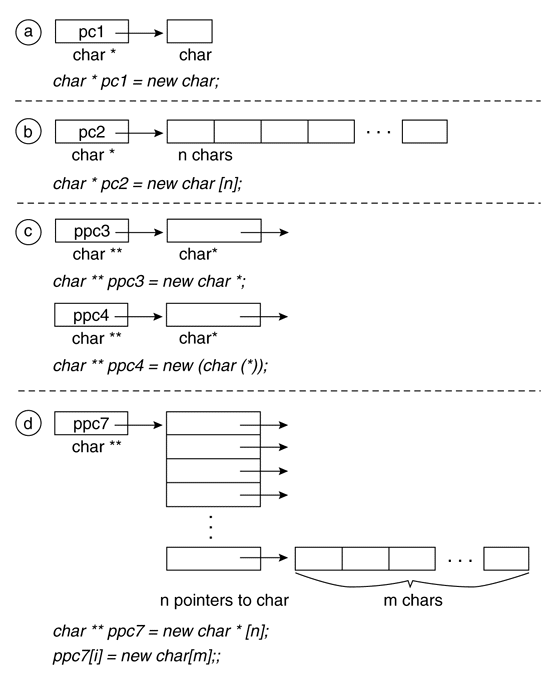 a
pc1
char * char
char * pc1 = new char;
b
pc2 . . .
char * n chars
char * pc2 = new char [n];
c
ppc3
char ** char*
char ** ppc3 = new char *;
ppc4
char ** char*
char ** ppc4 = new (char (*));
d
ppc7
char **
. . .
n pointers to char m chars
char ** ppc7 = new char * [n];
ppc7[i] = new char[m];;